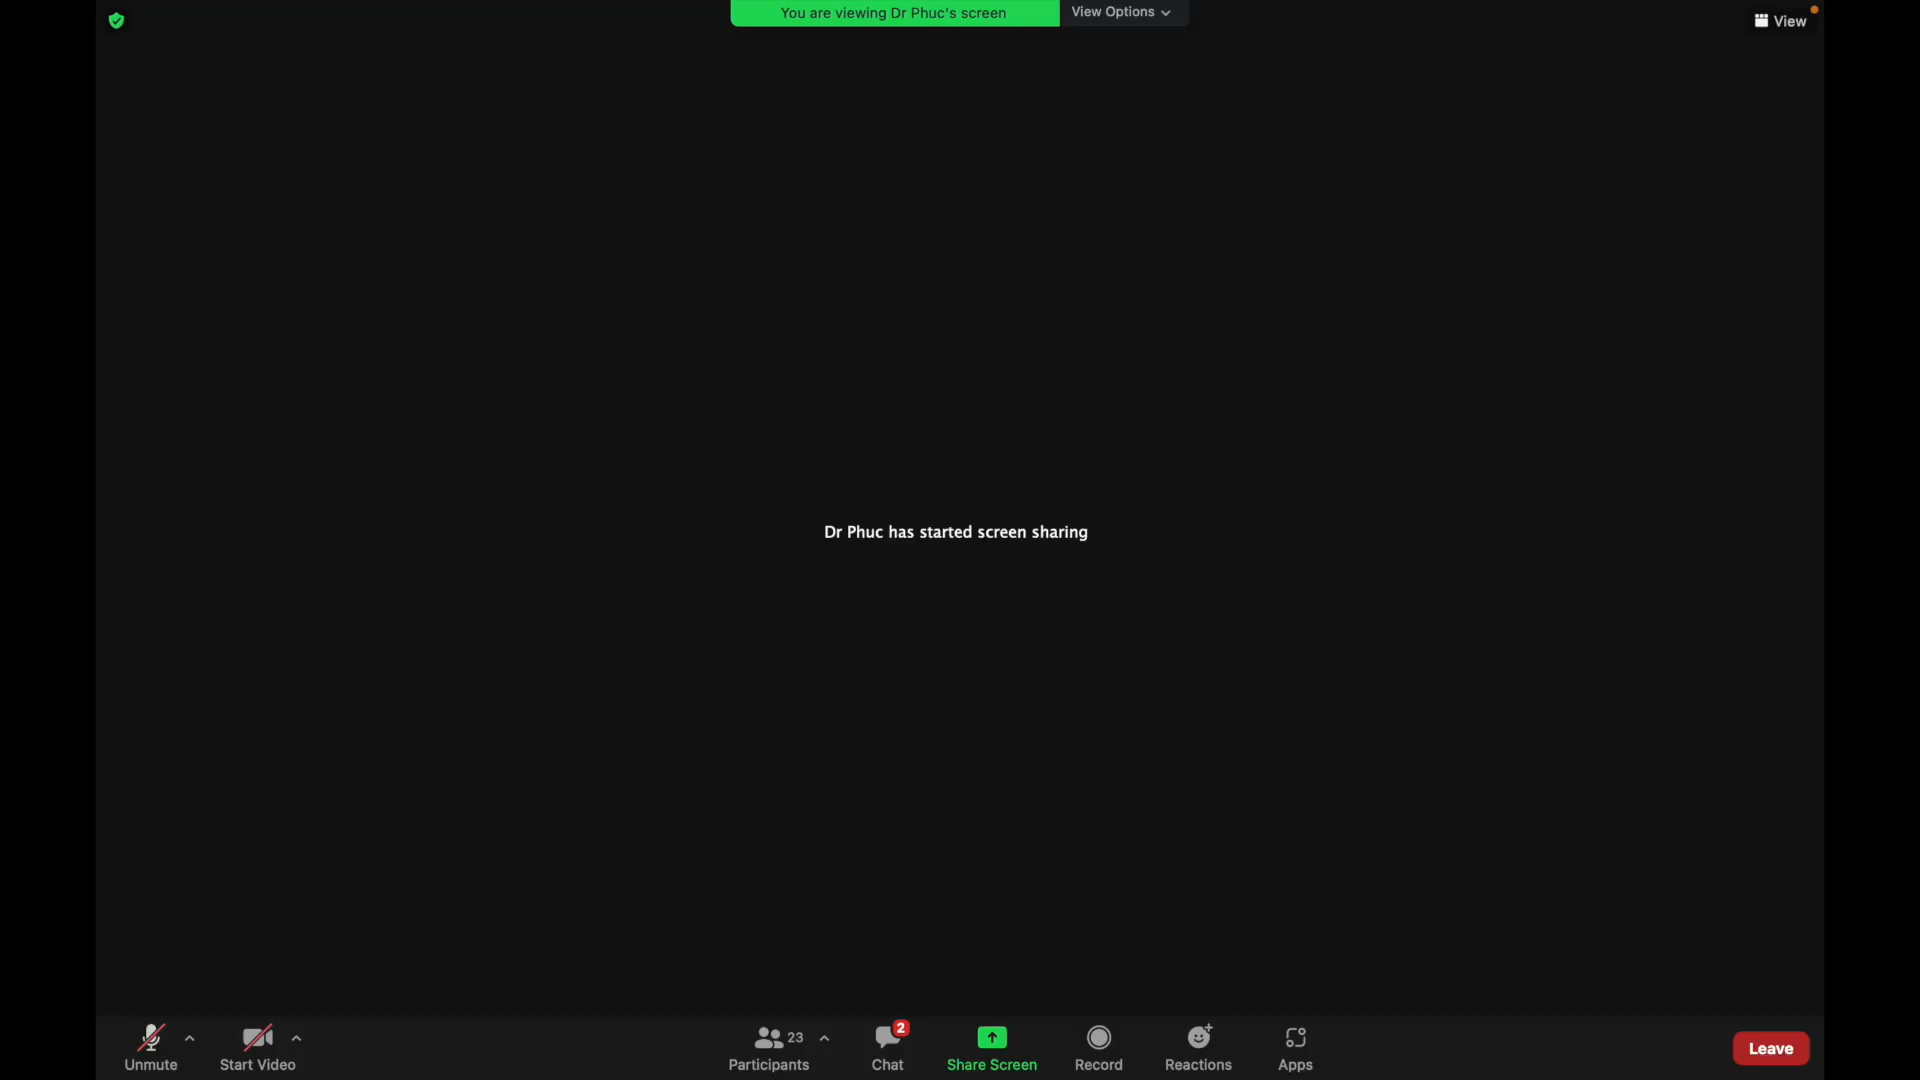 You are viewing Dr Phuc's screen
View Options
View
Dr Phuc has started screen sharing
23
2
Unmute
Start Video
Participants
Chat
Share Screen
Record
Reactions
Apps
Leave